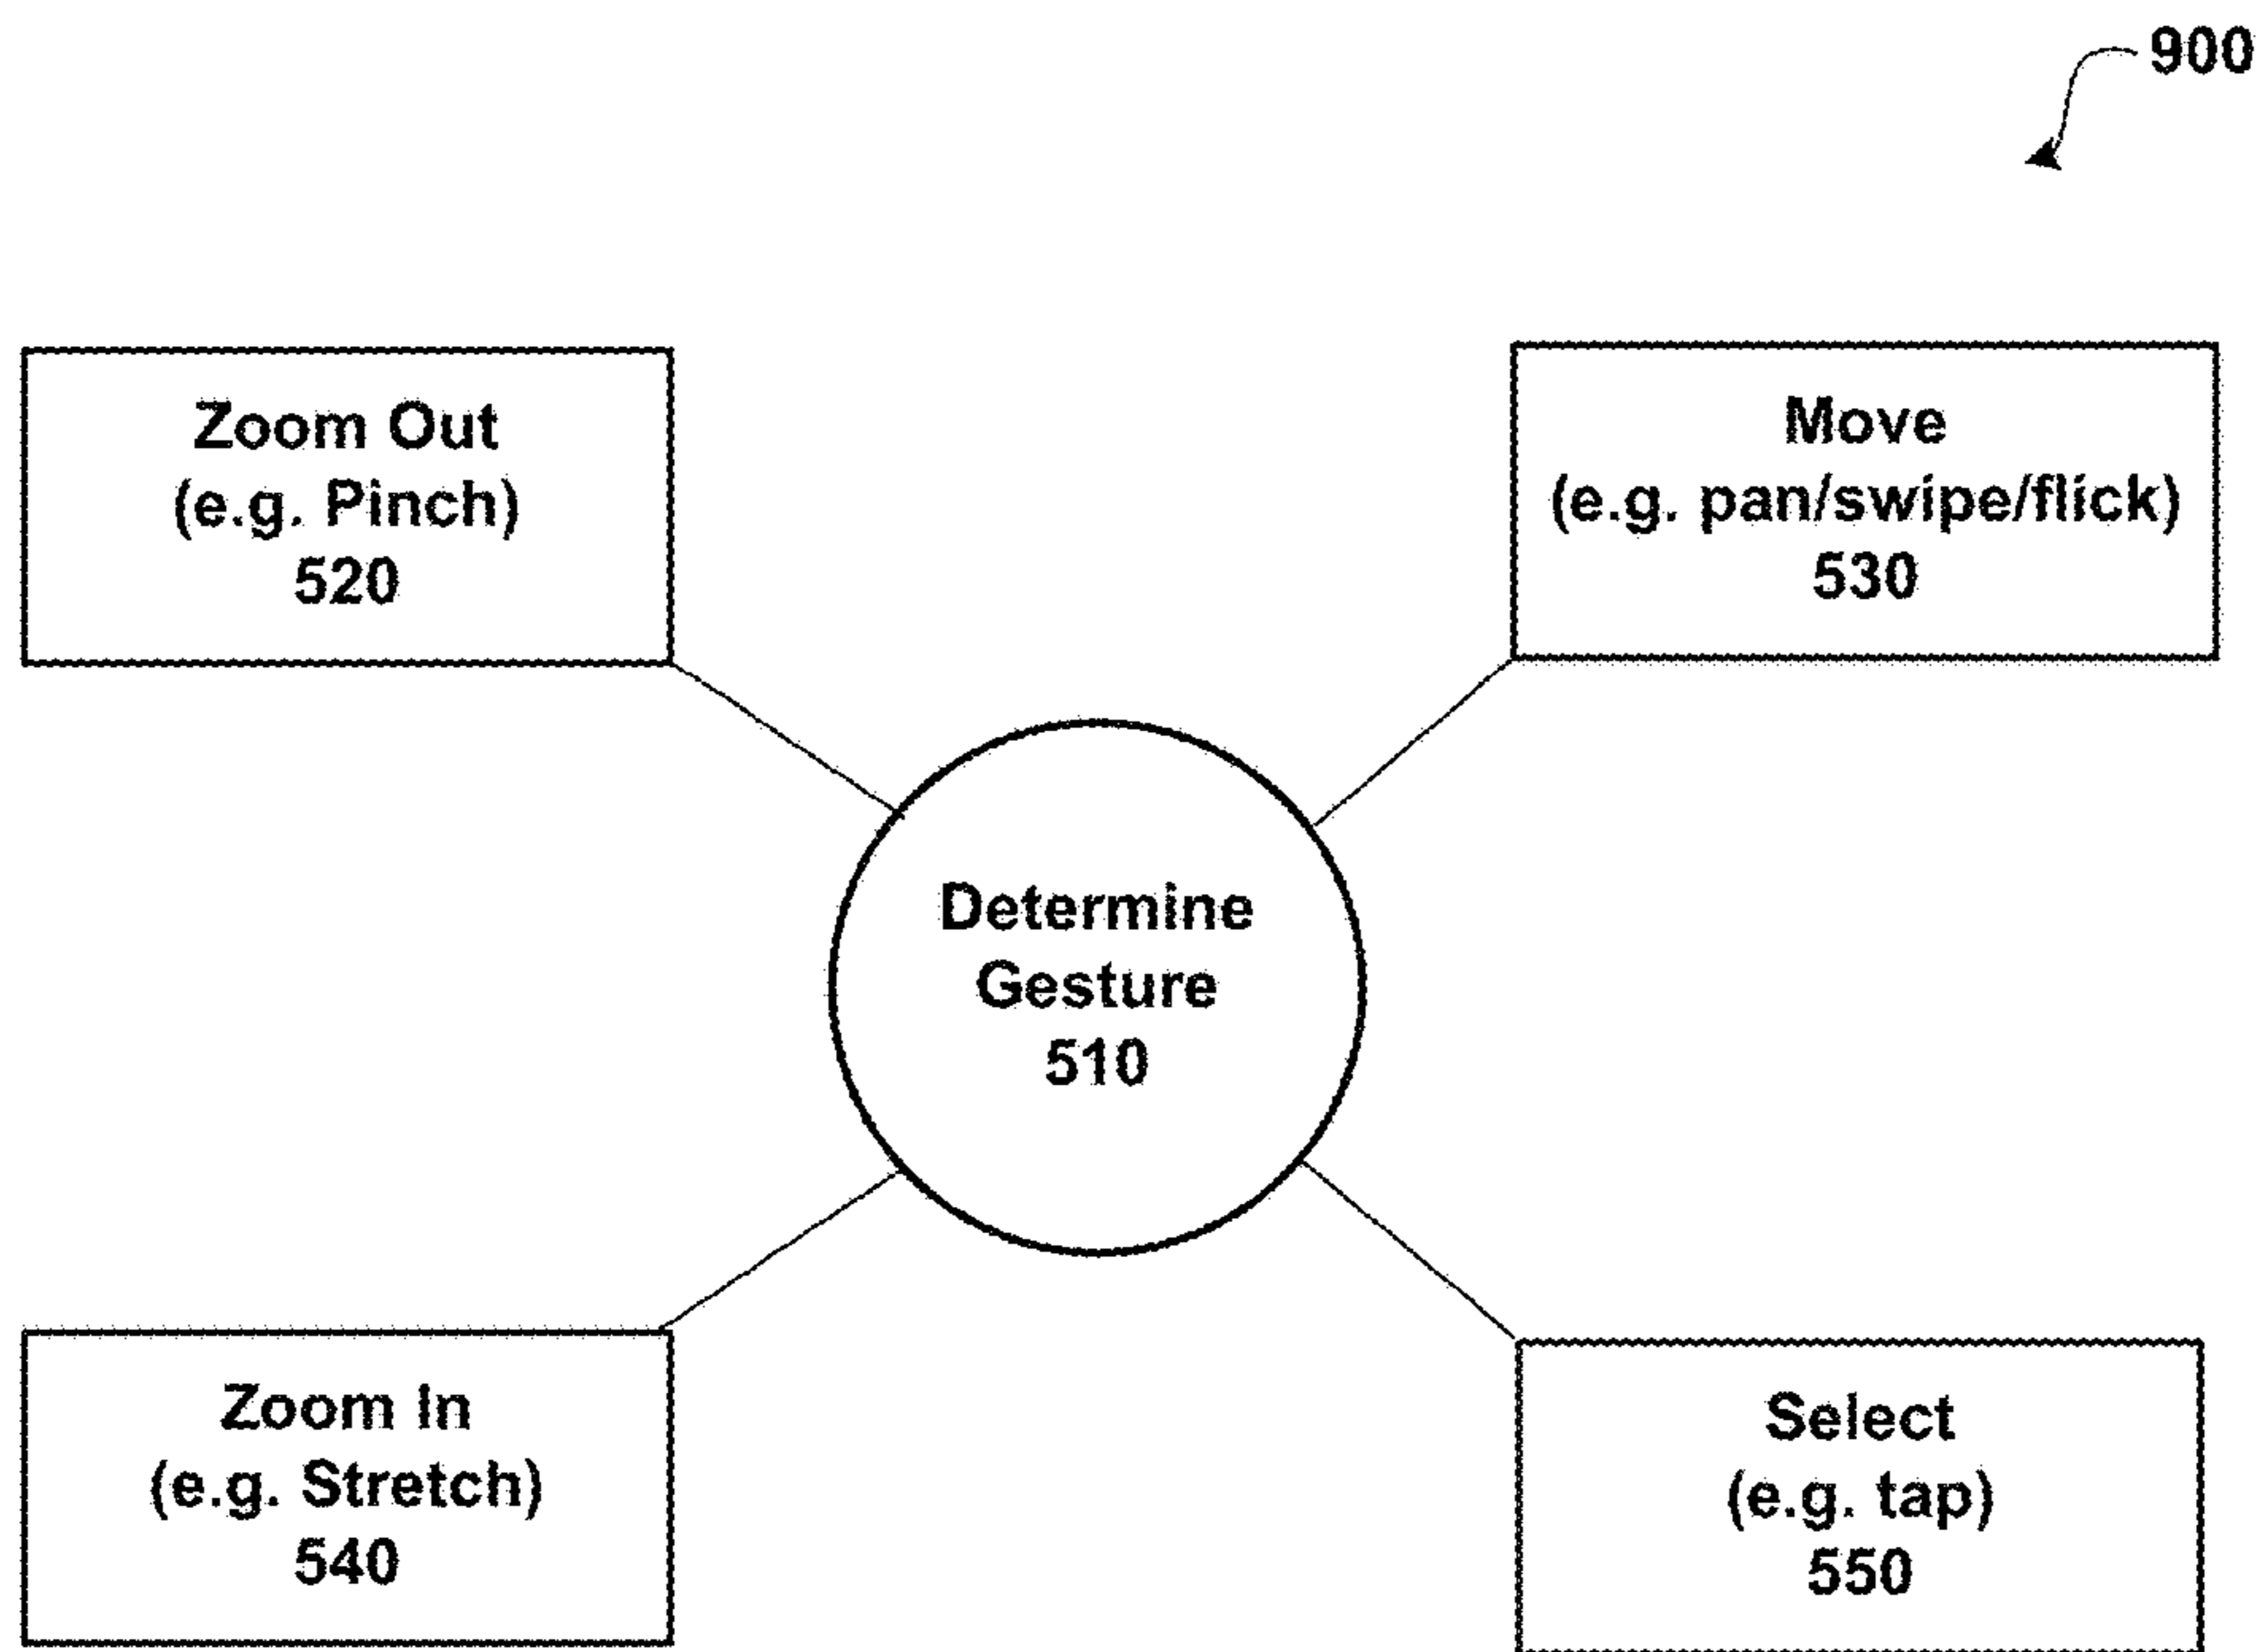 900
Zoom Out
(e.g. Pinch)
520
Move
(e.g. pan/swipe/flick)
530
Determine
Gesture
510
Zoom In
(e.g. Stretch)
540
Select
(e.g. tap)
550